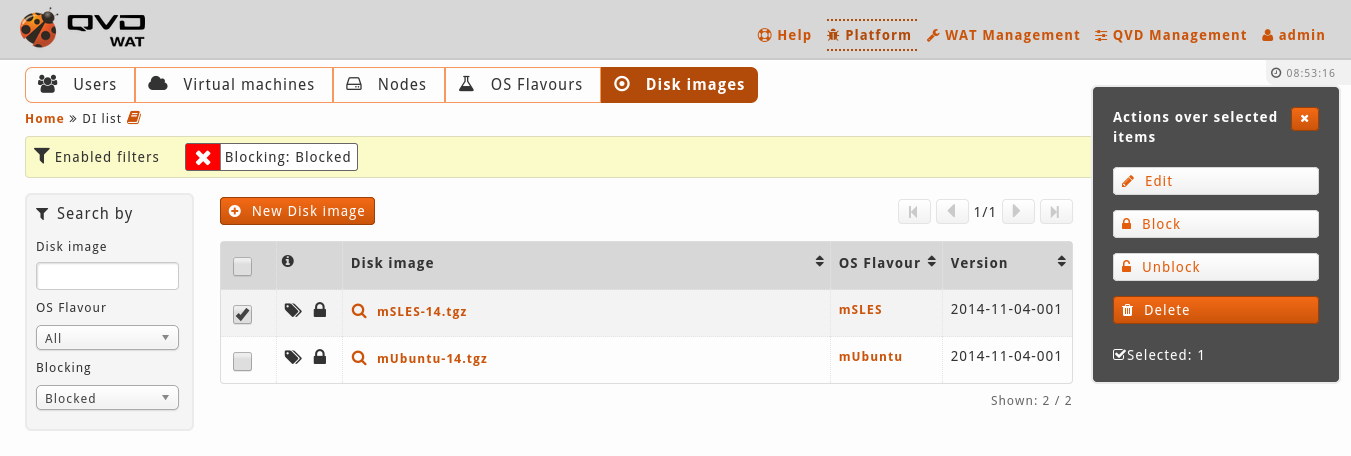 QVD
WAT
Help
Platform
WAT Management
QVD Management
admin
08:53:16
Users
Virtual machines
Nodes
OS Flavours
Disk images
Home » DI list
Enabled filters
Blocking: Blocked
Search by
Disk image
OS Flavour
All
Blocking
Blocked
New Disk image
1/1
Disk image
OS Flavour
Version
mSLES-14.tgz
mSLES
2014-11-04-001
mUbuntu-14.tgz
mUbuntu
2014-11-04-001
Shown: 2 / 2
Actions over selected
items
Edit
Block
Unblock
Delete
Selected: 1